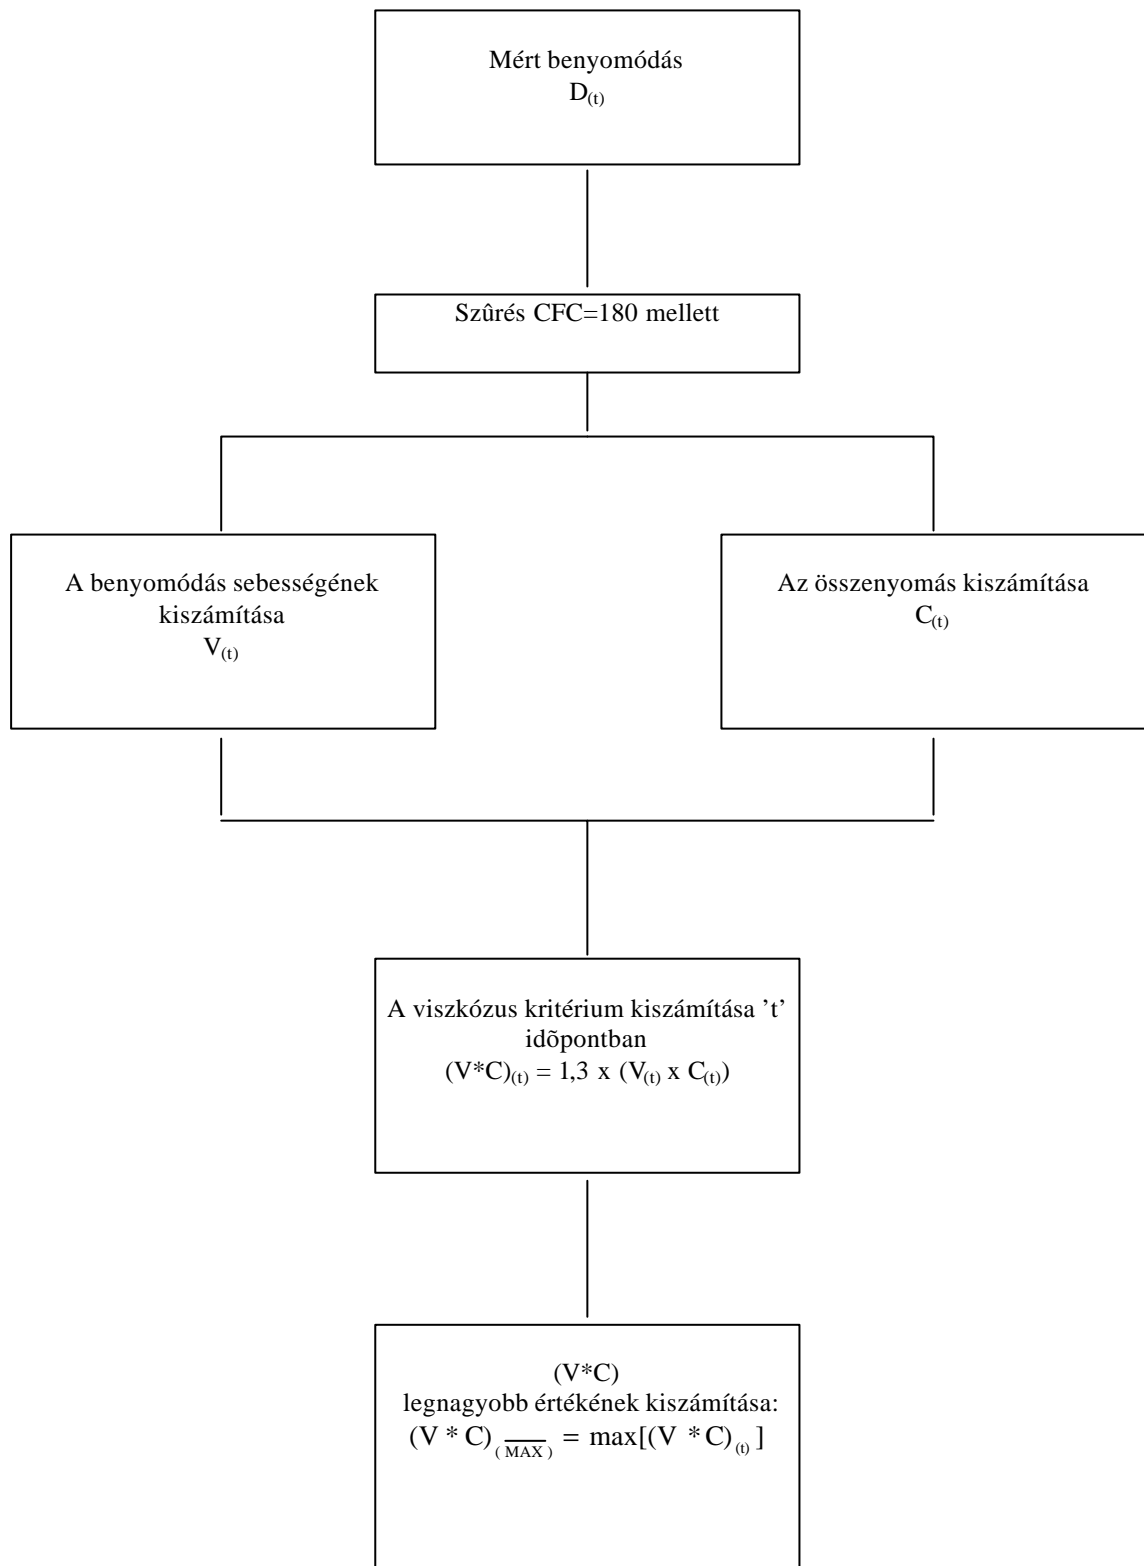 Mért benyomódás
D(t)
Szûrés CFC=180 mellett
A benyomódás sebességének
kiszámítása
V(t)
Az összenyomás kiszámítása
C(t)
A viszkózus kritérium kiszámítása ’t’
idõpontban
(V*C)(t) = 1,3 x (V(t) x C(t))
(V*C)
legnagyobb értékének kiszámítása:
(V * C)(MAX) = max[(V * C)(t)]